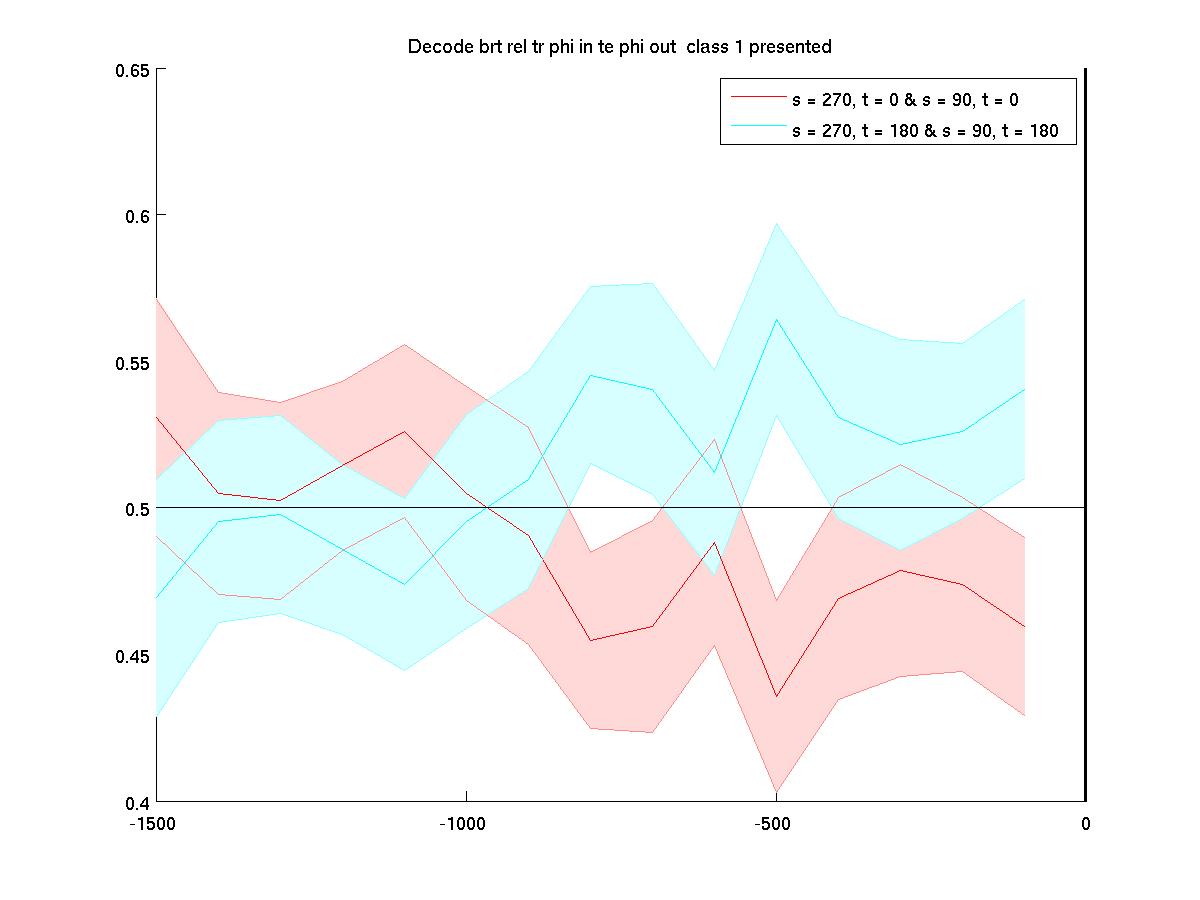 Decode brt rel tr phi in te phi out  class 1 presented
0.65
s = 270, t = 0 & s = 90, t = 0
s = 270, t = 180 & s = 90, t = 180
0.6
0.55
0.5
0.45
0.4
-1500 -1000 -500 0